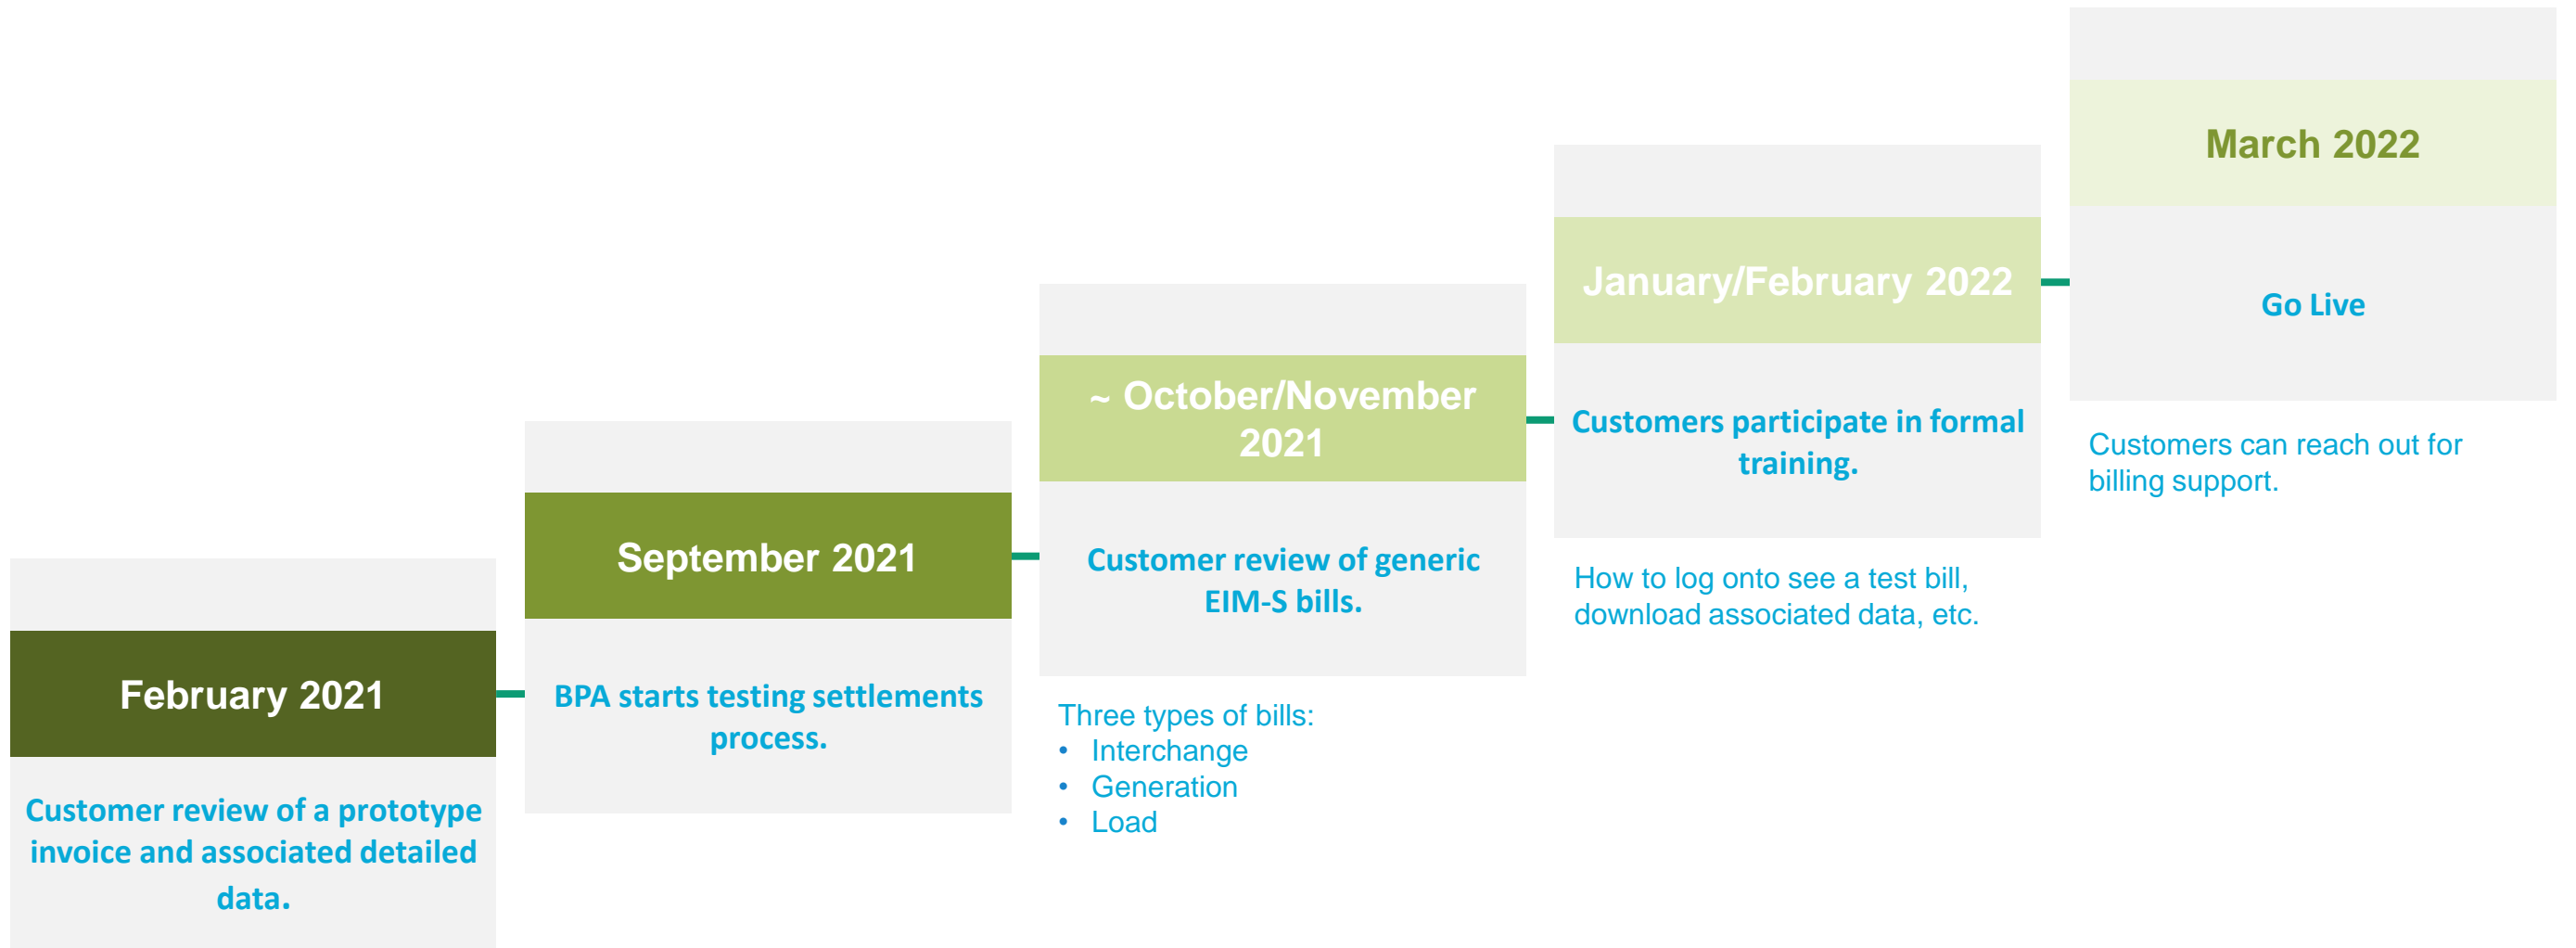 February 2021
Customer review of a prototype
invoice and associated detailed
data.
September 2021
BPA starts testing settlements
process.
~ October/November
2021
Customer review of generic
EIM-S bills.
Three types of bills:
• Interchange
• Generation
• Load
January/February 2022
Customers participate in formal
training.
How to log onto see a test bill,
download associated data, etc.
March 2022
Go Live
Customers can reach out for
billing support.